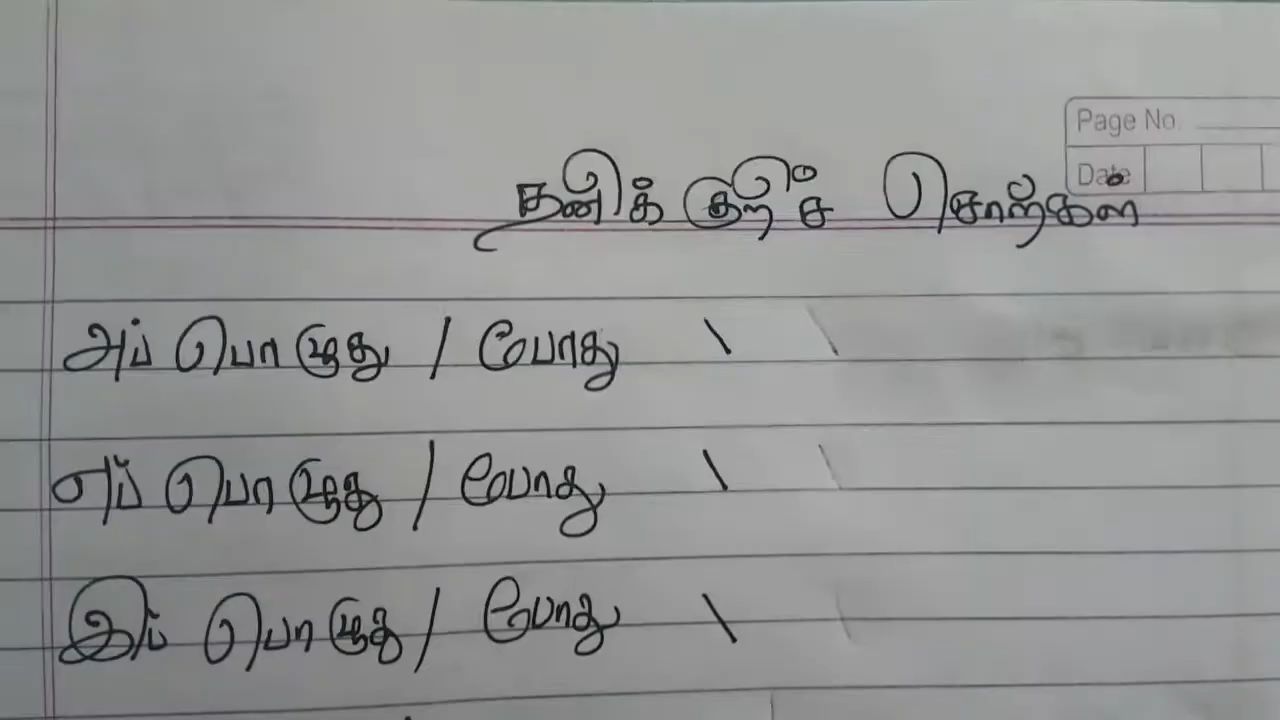 Page No.
Date
தனிக் குறிச் சொற்கள்
அப் பொழுது / போது \ \
எப் பொழுது / போது \ \
இப் பொழுது / போது \ \